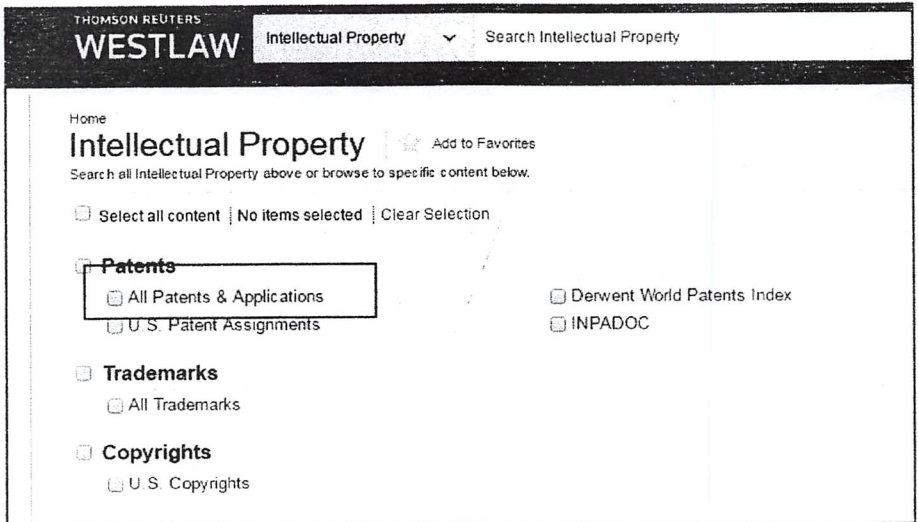 THOMSON REUTERS
WESTLAW
Intellectual Property
Search Intellectual Property
Home
Intellectual Property
Add to Favorites
Search all Intellectual Property above or browse to specific content below.
Select all content
No items selected
Clear Selection
Patents
All Patents & Applications
Derwent World Patents Index
U.S. Patent Assignments
INPADOC
Trademarks
All Trademarks
Copyrights
U.S. Copyrights